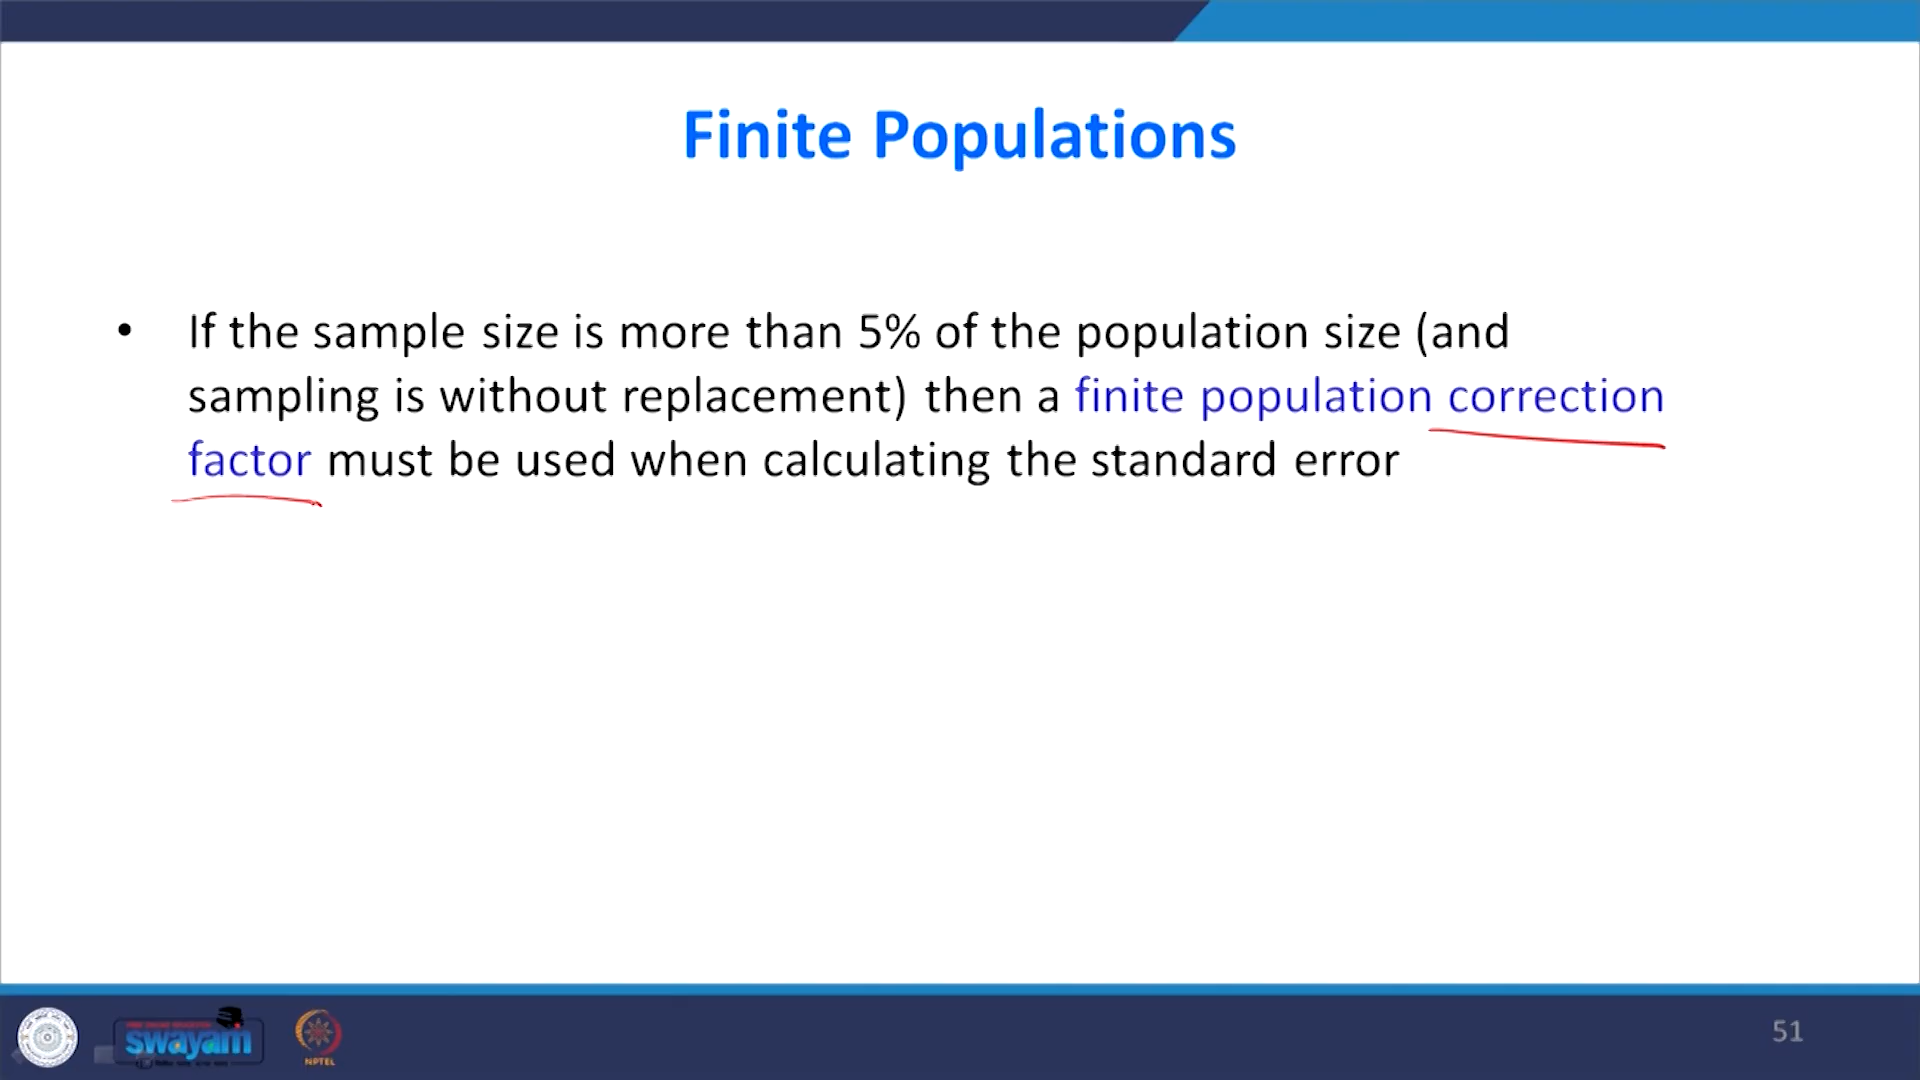 Finite Populations
• If the sample size is more than 5% of the population size (and
sampling is without replacement) then a finite population correction
factor must be used when calculating the standard error
swayam
NPTEL
51